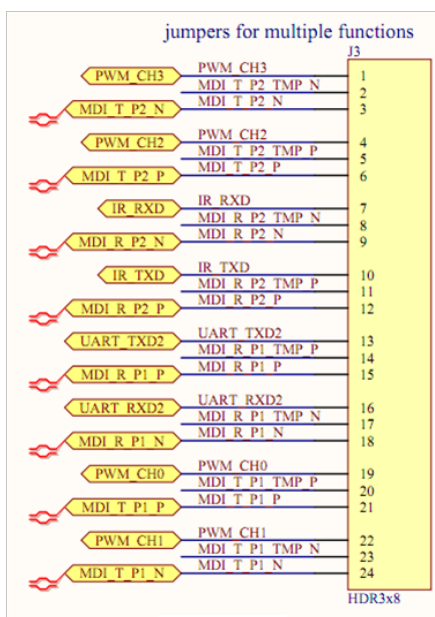 jumpers for multiple functions
J3
PWM_CH3 PWM_CH3 1
MDI_T_P2_TMP_N 2
MDI_T_P2_N MDI_T_P2_N 3
PWM_CH2 PWM_CH2 4
MDI_T_P2_TMP_P 5
MDI_T_P2_P MDI_T_P2_P 6
IR_RXD IR_RXD 7
MDI_R_P2_TMP_N 8
MDI_R_P2_N MDI_R_P2_N 9
IR_TXD IR_TXD 10
MDI_R_P2_TMP_P 11
MDI_R_P2_P MDI_R_P2_P 12
UART_TXD2 UART_TXD2 13
MDI_R_P1_TMP_P 14
MDI_R_P1_P MDI_R_P1_P 15
UART_RXD2 UART_RXD2 16
MDI_R_P1_TMP_N 17
MDI_R_P1_N MDI_R_P1_N 18
PWM_CH0 PWM_CH0 19
MDI_T_P1_TMP_P 20
MDI_T_P1_P MDI_T_P1_P 21
PWM_CH1 PWM_CH1 22
MDI_T_P1_TMP_N 23
MDI_T_P1_N MDI_T_P1_N 24
HDR3x8